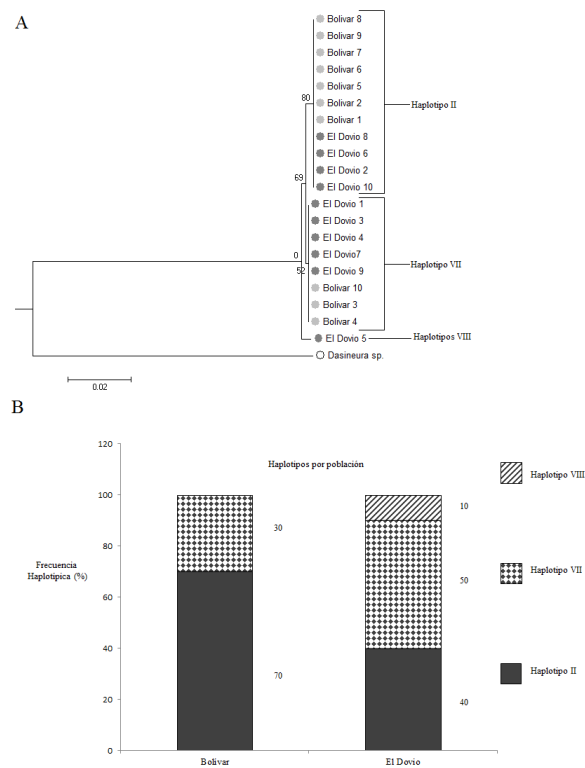 A
Bolivar 8
Bolivar 9
Bolivar 7
Bolivar 6
Bolivar 5
80
Bolivar 2
Haplotipo II
Bolivar 1
El Dovio 8
El Dovio 6
El Dovio 2
69
El Dovio 10
El Dovio 1
El Dovio 3
El Dovio 4
0
El Dovio7
Haplotipo VII
52
El Dovio 9
Bolivar 10
Bolivar 3
Bolivar 4
El Dovio 5
Haplotipos VIII
Dasineura sp.
0.02
B
Haplotipos por población
Frecuencia
Haplotípica (%)
120
100
80
60
40
20
0
30
70
10
50
40
Bolivar
El Dovio
Haplotipo VIII
Haplotipo VII
Haplotipo II